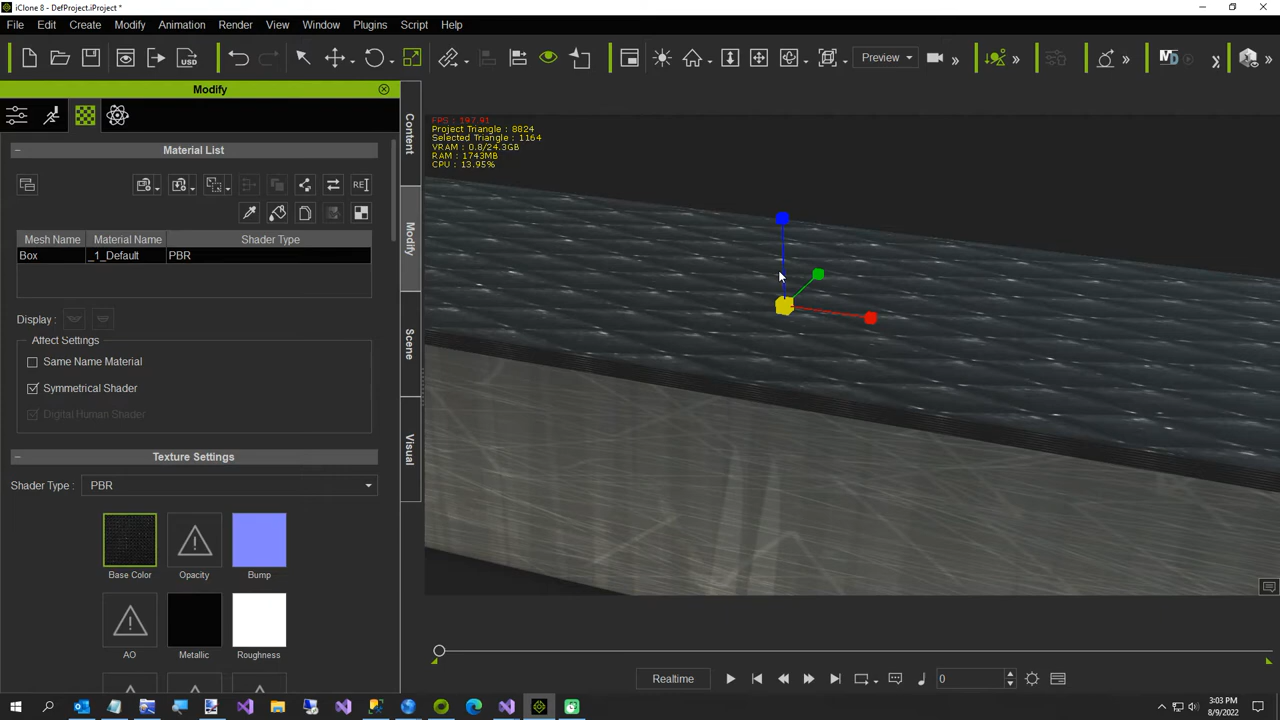 iClone 8 - DefProject.iProject *
File Edit Create Modify Animation Render View Window Plugins Script Help
USD
Preview
Modify
Content
Modify
Scene
Visual
Material List
Mesh Name Material Name Shader Type
Box _1_Default PBR
Display :
Affect Settings
Same Name Material
Symmetrical Shader
Digital Human Shader
Texture Settings
Shader Type : PBR
Base Color Opacity Bump
AO Metallic Roughness
FPS : 197.91
Project Triangle : 8824
Selected Triangle : 1164
VRAM : 0.8/24.3GB
RAM : 1743MB
CPU : 13.95%
Realtime
0
3:03 PM
8/9/2022